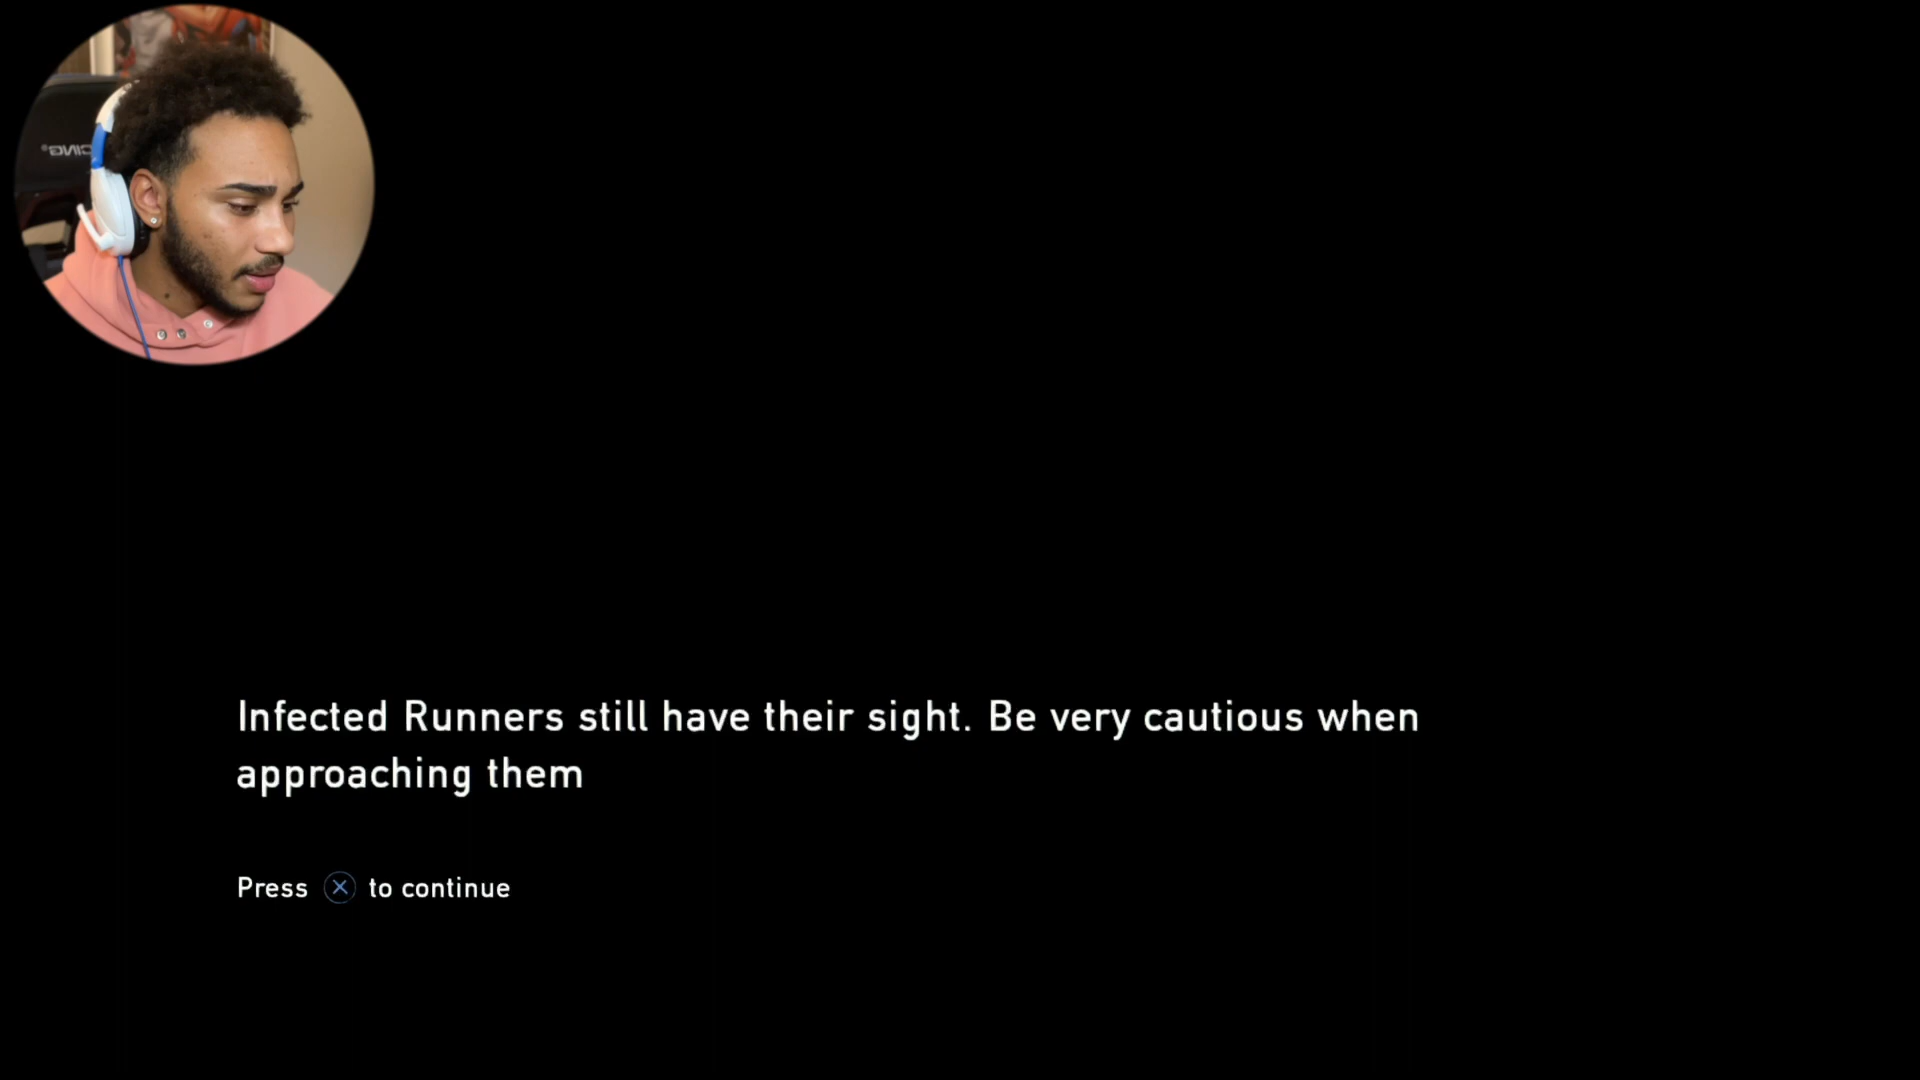 Infected Runners still have their sight. Be very cautious when
approaching them
Press ⓧ to continue